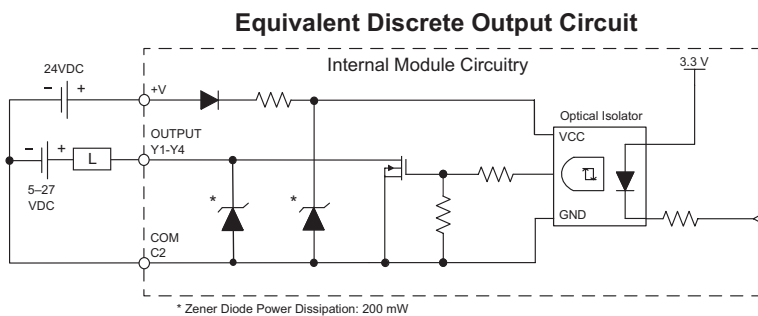 Equivalent Discrete Output Circuit
Internal Module Circuitry
24VDC
3.3 V
− +
+V
Optical Isolator
VCC
OUTPUT
Y1-Y4
− +
L
5–27
VDC
*
*
GND
COM
C2
* Zener Diode Power Dissipation: 200 mW